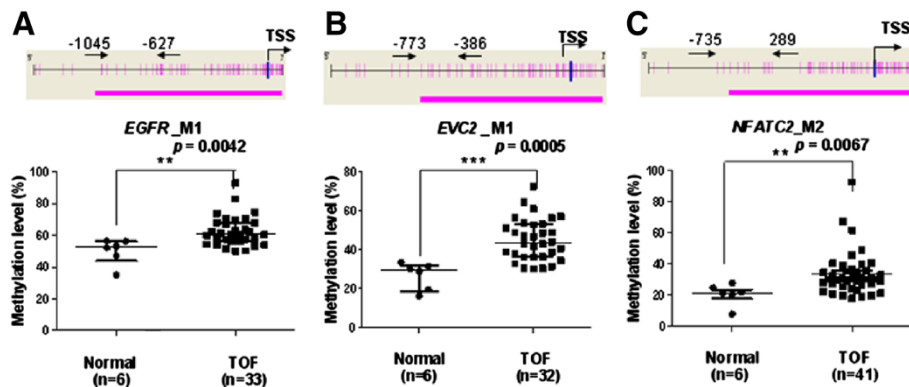 A
-1045 -627 TSS
EGFR_M1
p = 0.0042
**
Methylation level (%)
100
80
60
40
20
0
Normal
(n=6)
TOF
(n=33)
B
-773 -386 TSS
EVC2_M1
p = 0.0005
***
Methylation level (%)
80
60
40
20
0
Normal
(n=6)
TOF
(n=32)
C
-735 289 TSS
NFATC2_M2
p = 0.0067
**
Methylation level (%)
100
80
60
40
20
0
Normal
(n=6)
TOF
(n=41)